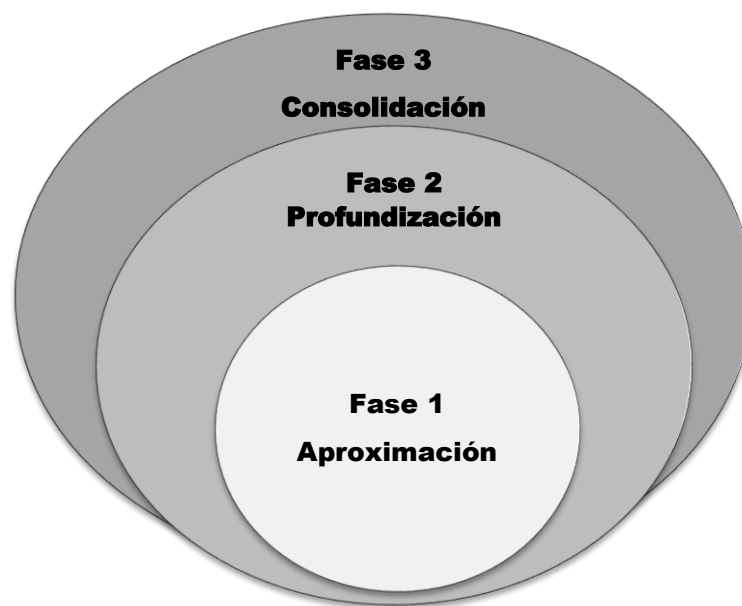 Fase 3
Consolidación
Fase 2
Profundización
Fase 1
Aproximación